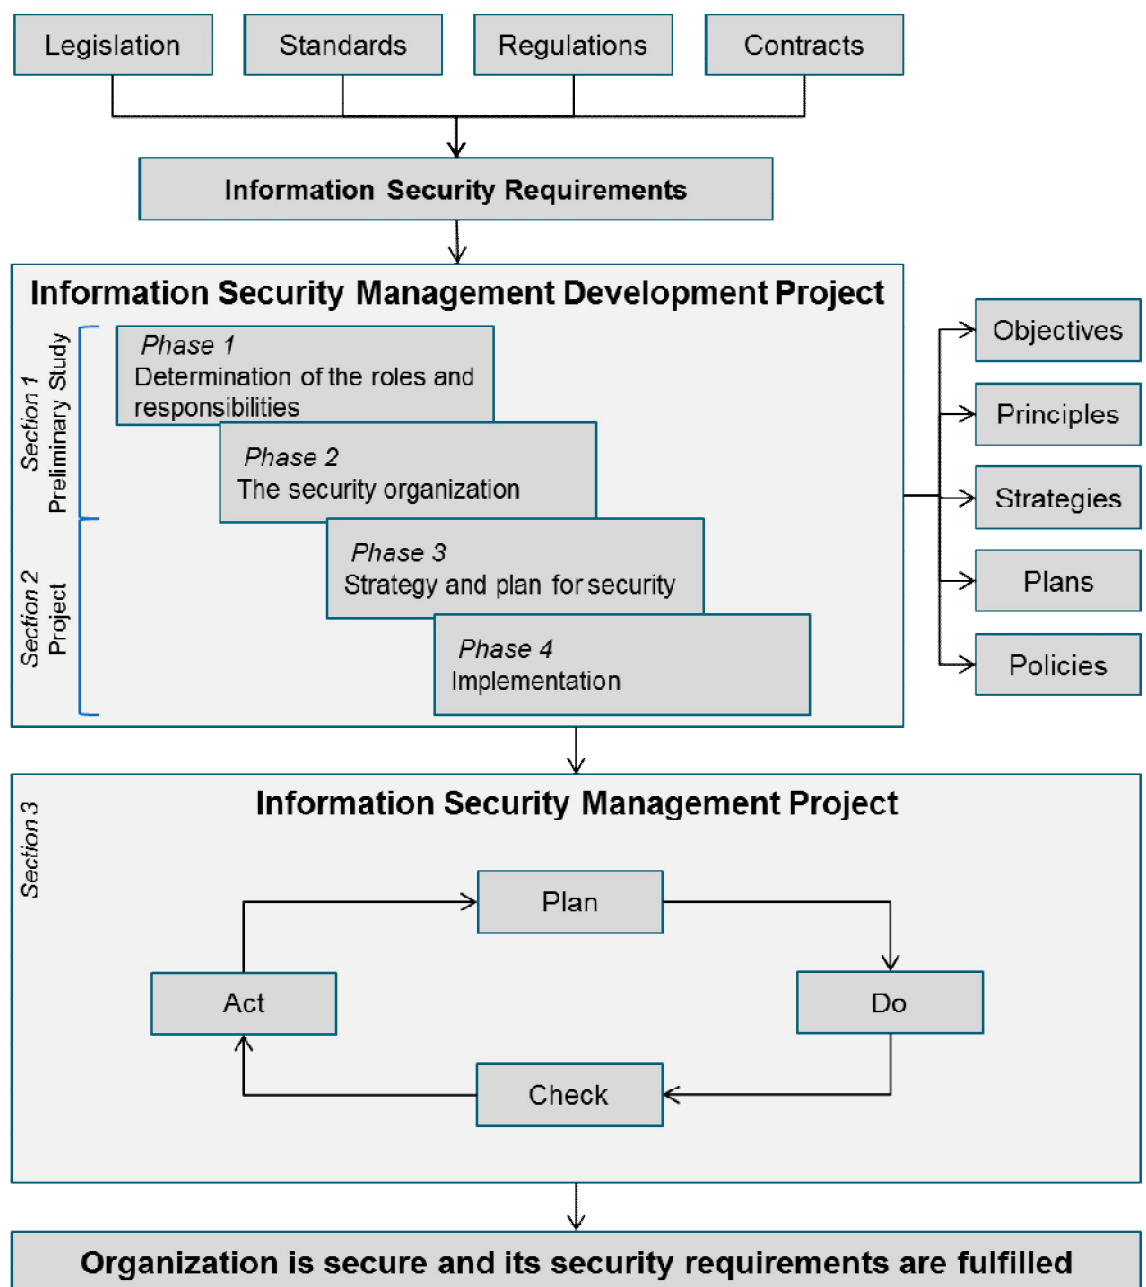 Legislation
Standards
Regulations
Contracts
Information Security Requirements
Information Security Management Development Project
Section 1
Preliminary Study
Phase 1
Determination of the roles and
responsibilities
Phase 2
The security organization
Section 2
Project
Phase 3
Strategy and plan for security
Phase 4
Implementation
Objectives
Principles
Strategies
Plans
Policies
Section 3
Information Security Management Project
Plan
Act
Do
Check
Organization is secure and its security requirements are fulfilled